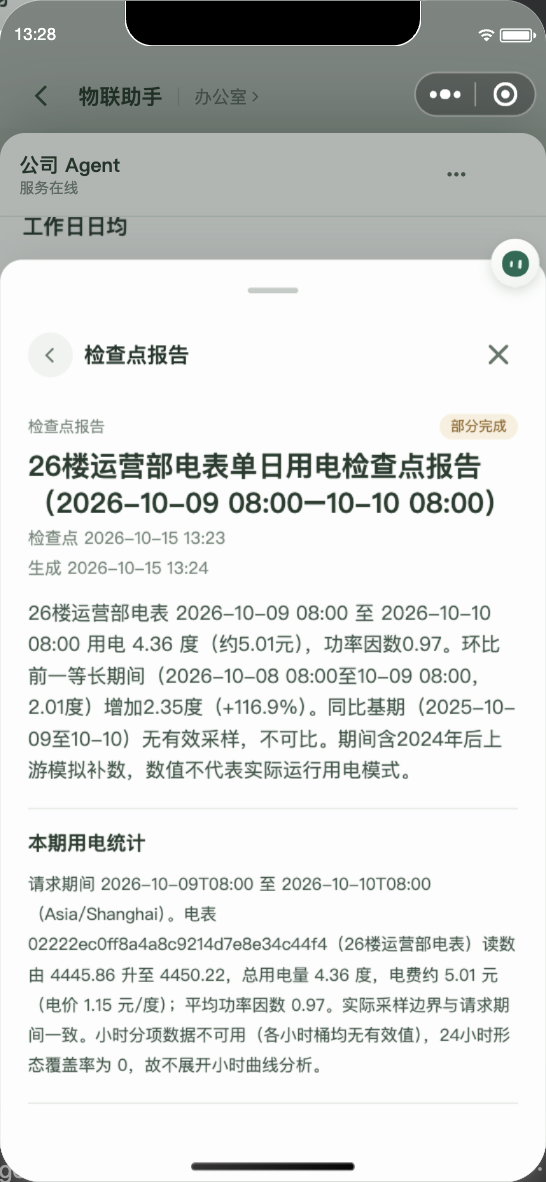 13:28
物联助手 办公室
公司 Agent
服务在线
工作日日均
检查点报告
检查点报告 部分完成
26楼运营部电表单日用电检查点报告
（2026-10-09 08:00—10-10 08:00）
检查点 2026-10-15 13:23
生成 2026-10-15 13:24
26楼运营部电表 2026-10-09 08:00 至 2026-10-10
08:00 用电 4.36 度（约5.01元），功率因数0.97。环比
前一等长期间（2026-10-08 08:00至10-09 08:00，
2.01度）增加2.35度（+116.9%）。同比基期（2025-10-
09至10-10）无有效采样，不可比。期间含2024年后上
游模拟补数，数值不代表实际运行用电模式。
本期用电统计
请求期间 2026-10-09T08:00 至 2026-10-10T08:00
（Asia/Shanghai）。电表
02222ec0ff8a4a8c9214d7e8e34c44f4（26楼运营部电表）读数
由 4445.86 升至 4450.22，总用电量 4.36 度，电费约 5.01 元
（电价 1.15 元/度）；平均功率因数 0.97。实际采样边界与请求期
间一致。小时分项数据不可用（各小时桶均无有效值），24小时形
态覆盖率为 0，故不展开小时曲线分析。